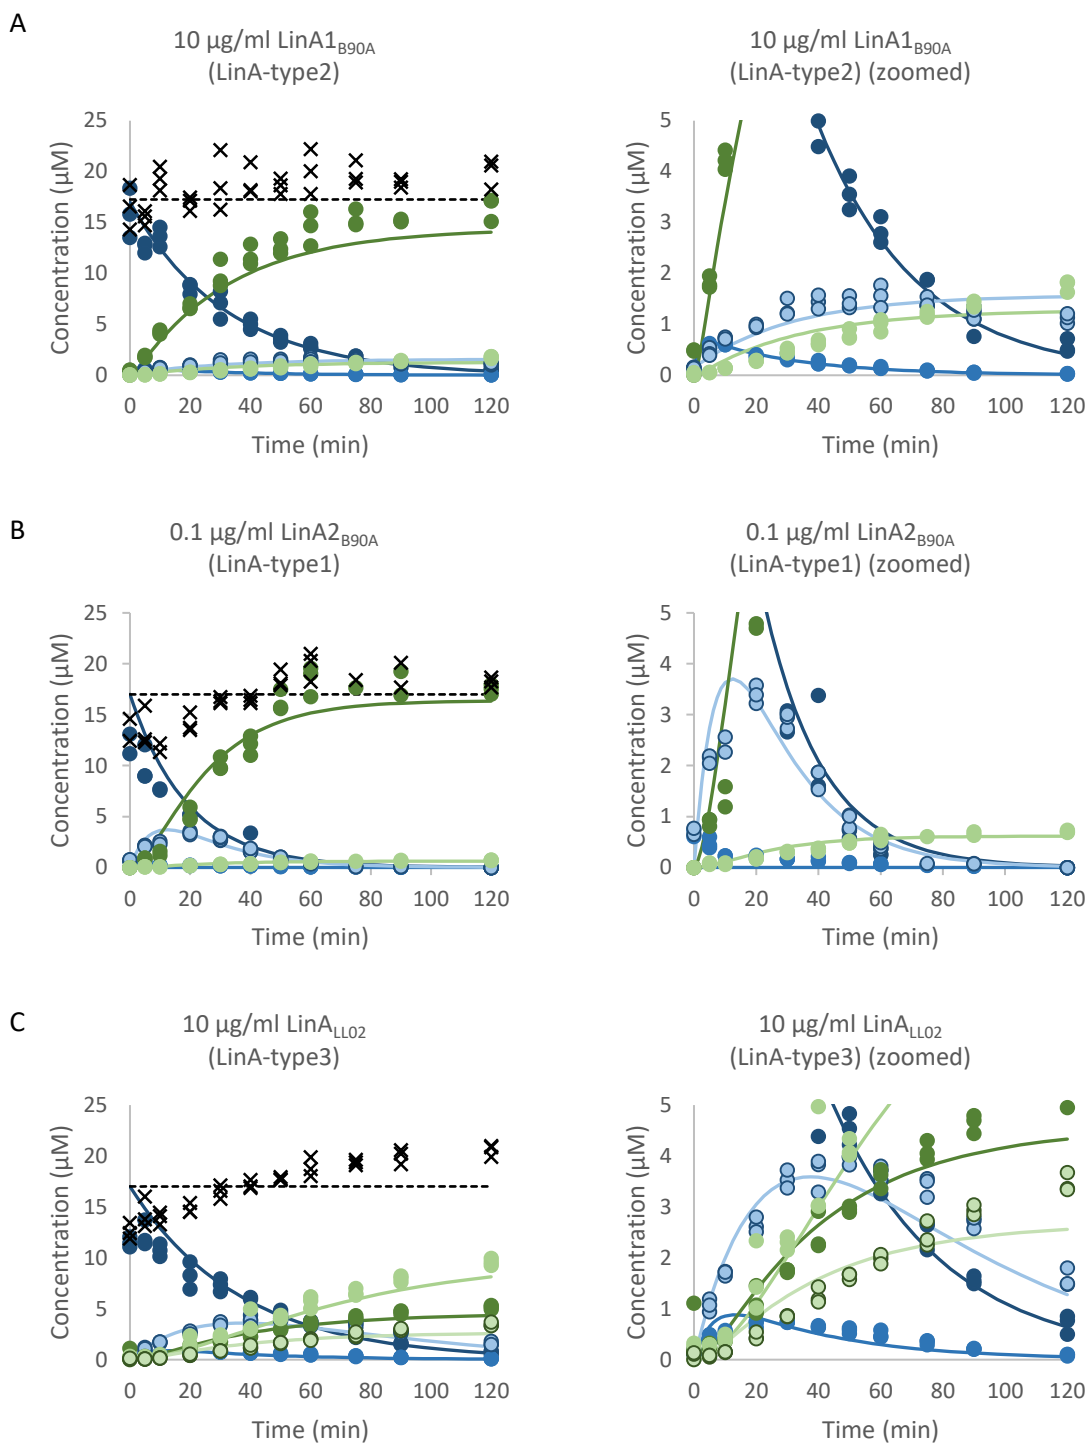 A
10 µg/ml LinA1B90A
(LinA-type2)
10 µg/ml LinA1B90A
(LinA-type2) (zoomed)
Concentration (µM)
25
20
15
10
5
0
0 20 40 60 80 100 120
Time (min)
Concentration (µM)
5
4
3
2
1
0
0 20 40 60 80 100 120
Time (min)
B
0.1 µg/ml LinA2B90A
(LinA-type1)
0.1 µg/ml LinA2B90A
(LinA-type1) (zoomed)
Concentration (µM)
25
20
15
10
5
0
0 20 40 60 80 100 120
Time (min)
Concentration (µM)
5
4
3
2
1
0
0 20 40 60 80 100 120
Time (min)
C
10 µg/ml LinALL02
(LinA-type3)
10 µg/ml LinALL02
(LinA-type3) (zoomed)
Concentration (µM)
25
20
15
10
5
0
0 20 40 60 80 100 120
Time (min)
Concentration (µM)
5
4
3
2
1
0
0 20 40 60 80 100 120
Time (min)